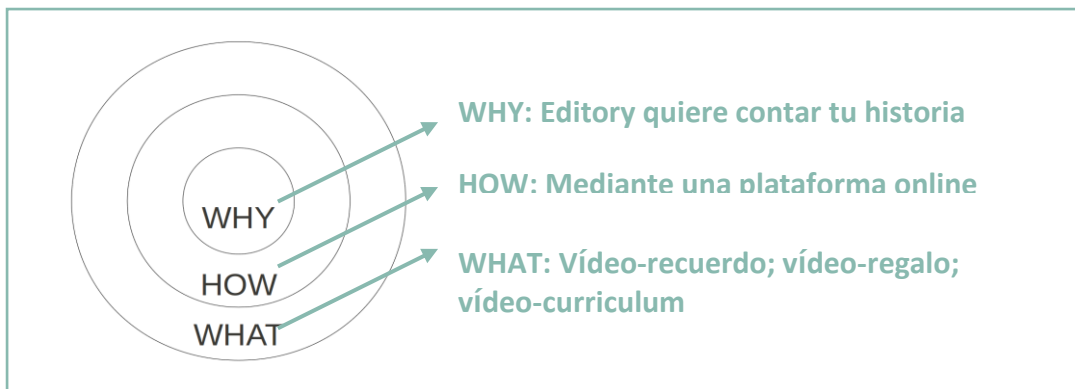 WHY: Editory quiere contar tu historia
HOW: Mediante una plataforma online
WHAT: Vídeo-recuerdo; vídeo-regalo;
vídeo-curriculum
WHY
HOW
WHAT